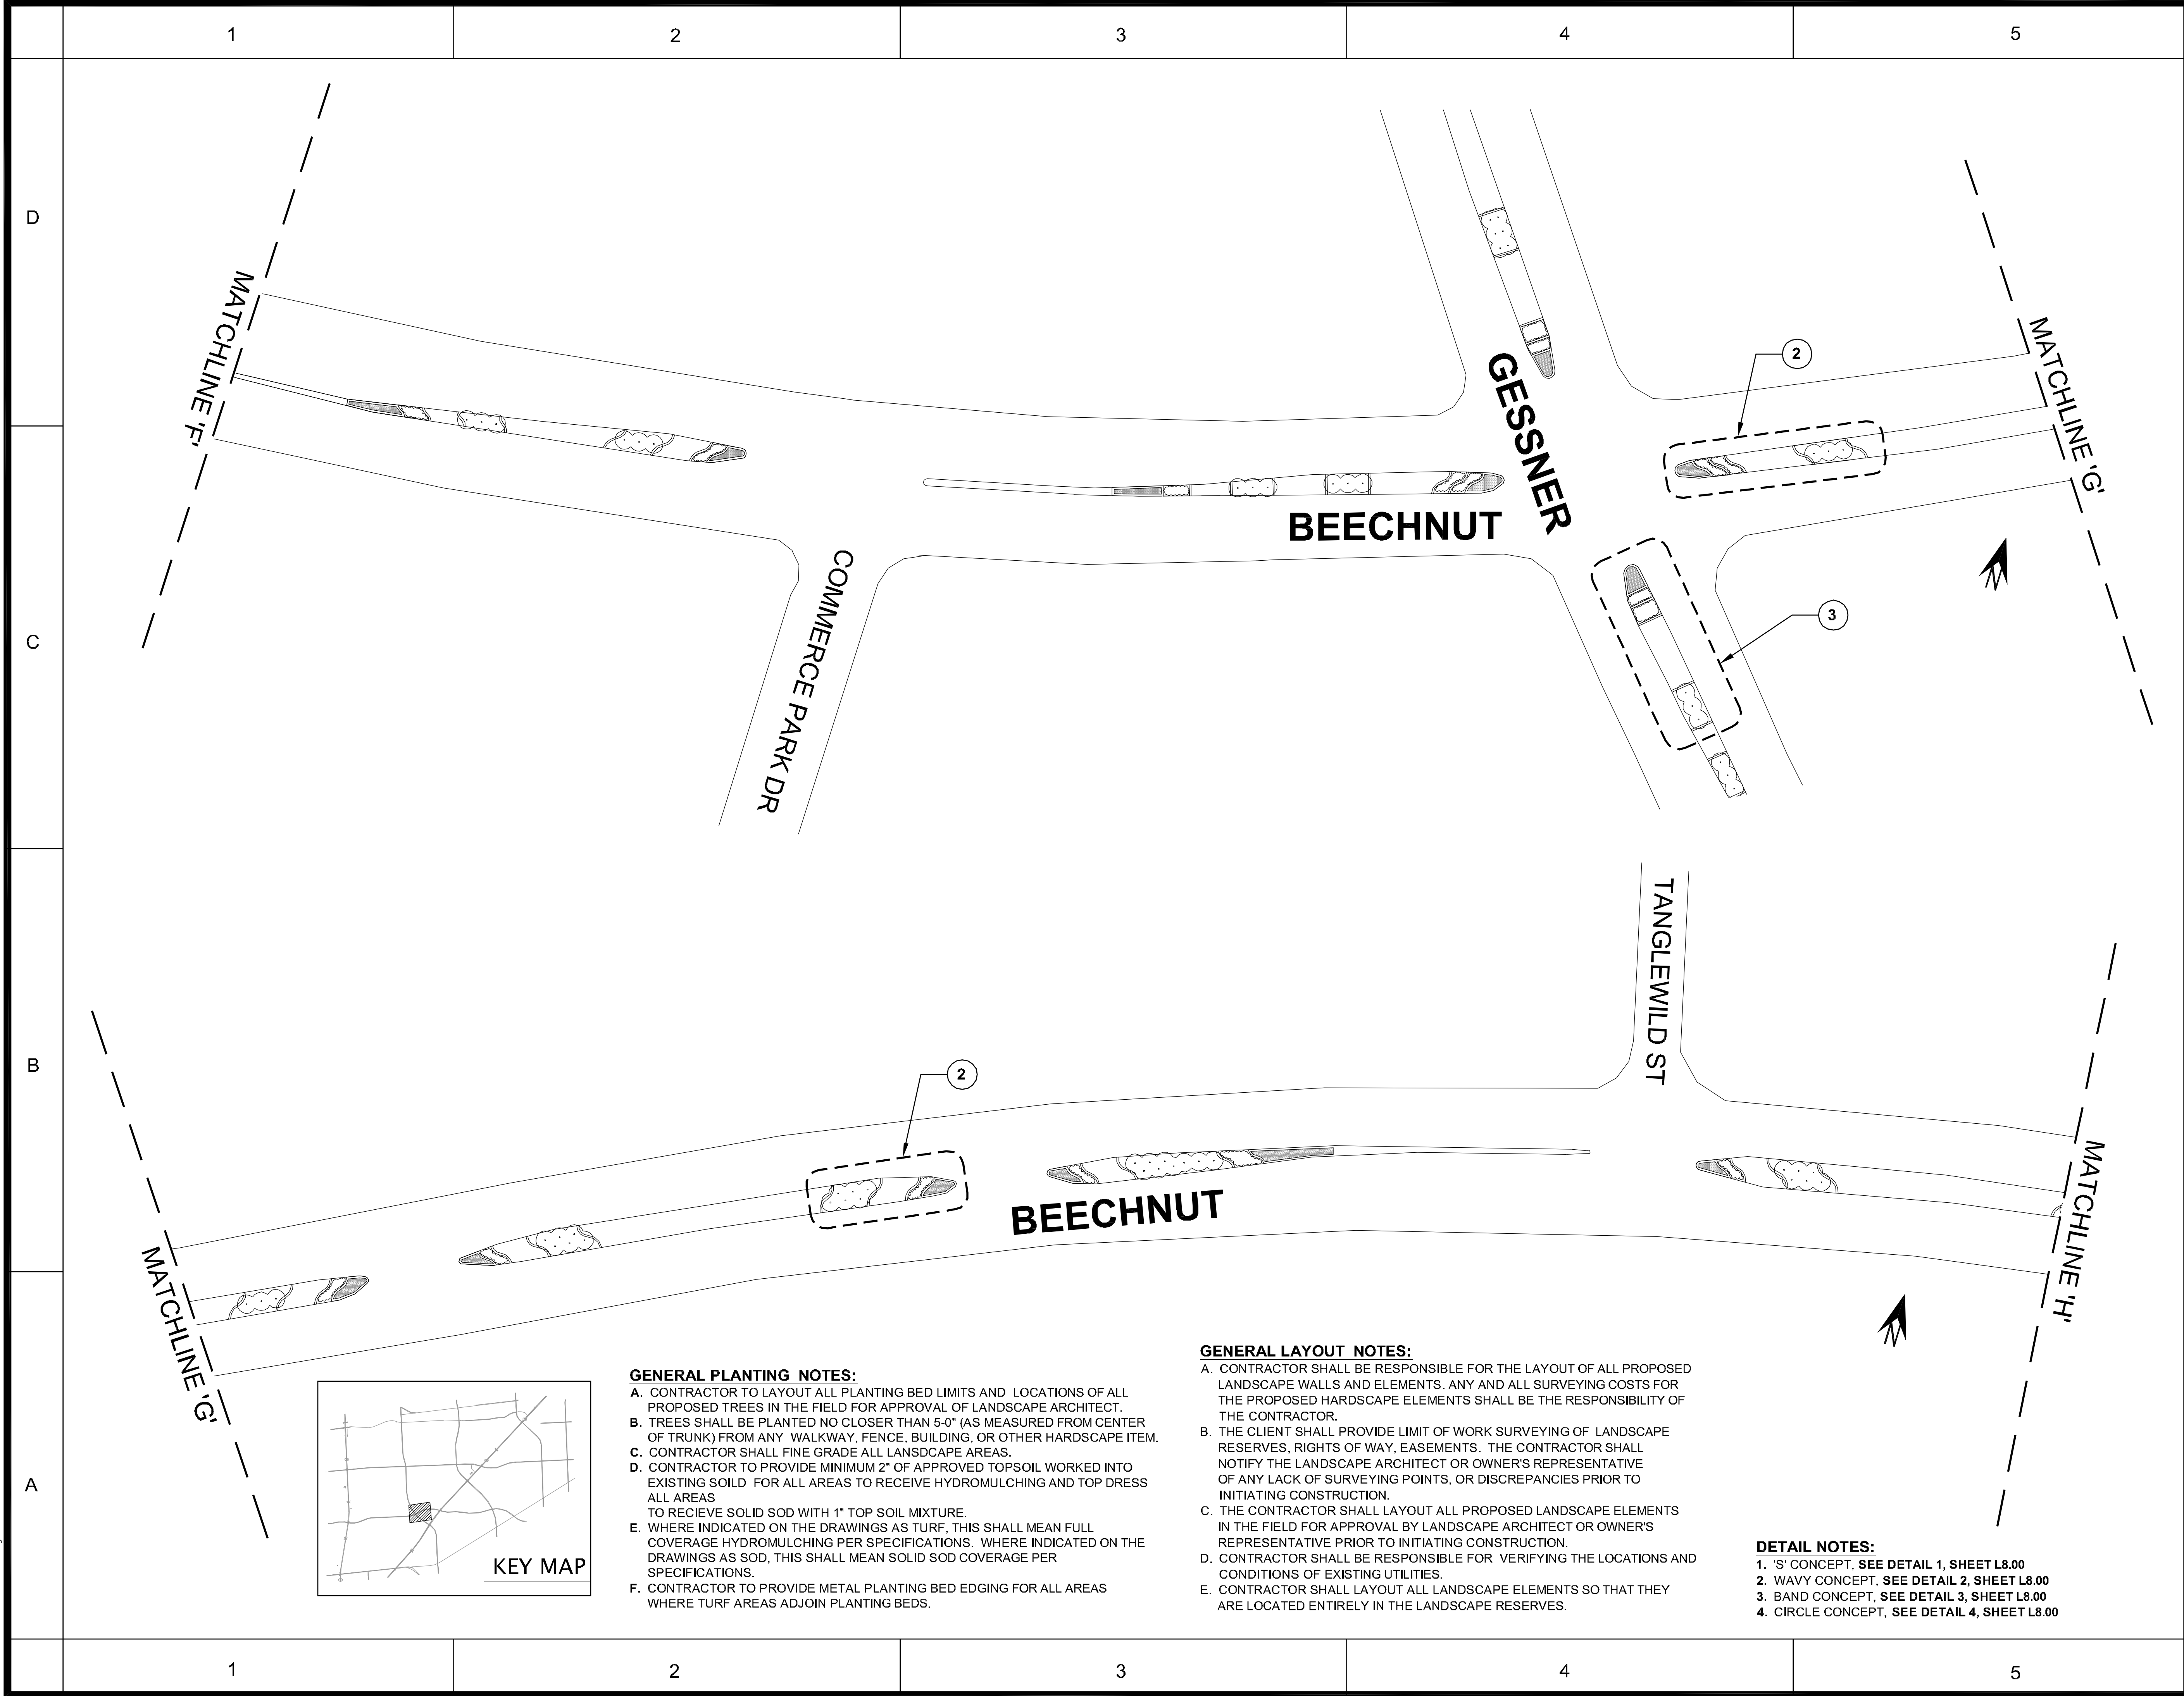 1
2
3
4
5
D
C
B
A
MATCHLINE 'F'
GESSNER
2
MATCHLINE 'G'
BEECHNUT
COMMERCE PARK DR
3
TANGLEWILD ST
2
BEECHNUT
MATCHLINE 'G'
MATCHLINE 'H'
KEY MAP
GENERAL PLANTING NOTES:
A. CONTRACTOR TO LAYOUT ALL PLANTING BED LIMITS AND LOCATIONS OF ALL
PROPOSED TREES IN THE FIELD FOR APPROVAL OF LANDSCAPE ARCHITECT.
B. TREES SHALL BE PLANTED NO CLOSER THAN 5-0" (AS MEASURED FROM CENTER
OF TRUNK) FROM ANY WALKWAY, FENCE, BUILDING, OR OTHER HARDSCAPE ITEM.
C. CONTRACTOR SHALL FINE GRADE ALL LANSDCAPE AREAS.
D. CONTRACTOR TO PROVIDE MINIMUM 2" OF APPROVED TOPSOIL WORKED INTO
EXISTING SOILD FOR ALL AREAS TO RECEIVE HYDROMULCHING AND TOP DRESS
ALL AREAS
TO RECIEVE SOLID SOD WITH 1" TOP SOIL MIXTURE.
E. WHERE INDICATED ON THE DRAWINGS AS TURF, THIS SHALL MEAN FULL
COVERAGE HYDROMULCHING PER SPECIFICATIONS. WHERE INDICATED ON THE
DRAWINGS AS SOD, THIS SHALL MEAN SOLID SOD COVERAGE PER
SPECIFICATIONS.
F. CONTRACTOR TO PROVIDE METAL PLANTING BED EDGING FOR ALL AREAS
WHERE TURF AREAS ADJOIN PLANTING BEDS.
GENERAL LAYOUT NOTES:
A. CONTRACTOR SHALL BE RESPONSIBLE FOR THE LAYOUT OF ALL PROPOSED
LANDSCAPE WALLS AND ELEMENTS. ANY AND ALL SURVEYING COSTS FOR
THE PROPOSED HARDSCAPE ELEMENTS SHALL BE THE RESPONSIBILITY OF
THE CONTRACTOR.
B. THE CLIENT SHALL PROVIDE LIMIT OF WORK SURVEYING OF LANDSCAPE
RESERVES, RIGHTS OF WAY, EASEMENTS. THE CONTRACTOR SHALL
NOTIFY THE LANDSCAPE ARCHITECT OR OWNER'S REPRESENTATIVE
OF ANY LACK OF SURVEYING POINTS, OR DISCREPANCIES PRIOR TO
INITIATING CONSTRUCTION.
C. THE CONTRACTOR SHALL LAYOUT ALL PROPOSED LANDSCAPE ELEMENTS
IN THE FIELD FOR APPROVAL BY LANDSCAPE ARCHITECT OR OWNER'S
REPRESENTATIVE PRIOR TO INITIATING CONSTRUCTION.
D. CONTRACTOR SHALL BE RESPONSIBLE FOR VERIFYING THE LOCATIONS AND
CONDITIONS OF EXISTING UTILITIES.
E. CONTRACTOR SHALL LAYOUT ALL LANDSCAPE ELEMENTS SO THAT THEY
ARE LOCATED ENTIRELY IN THE LANDSCAPE RESERVES.
DETAIL NOTES:
1. 'S' CONCEPT, SEE DETAIL 1, SHEET L8.00
2. WAVY CONCEPT, SEE DETAIL 2, SHEET L8.00
3. BAND CONCEPT, SEE DETAIL 3, SHEET L8.00
4. CIRCLE CONCEPT, SEE DETAIL 4, SHEET L8.00
1
2
3
4
5